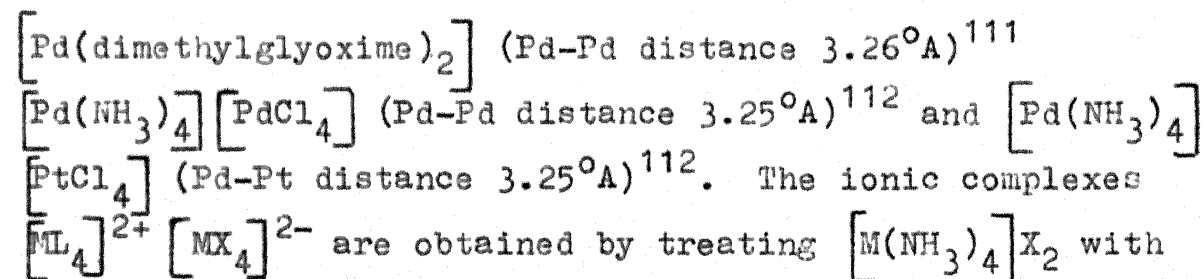 [Pd(dimethylglyoxime)₂] (Pd-Pd distance 3.26°A)¹¹¹
[Pd(NH₃)₄][PdCl₄] (Pd-Pd distance 3.25°A)¹¹² and [Pd(NH₃)₄]
[PtCl₄] (Pd-Pt distance 3.25°A)¹¹². The ionic complexes
[ML₄]²⁺ [MX₄]²⁻ are obtained by treating [M(NH₃)₄]X₂ with